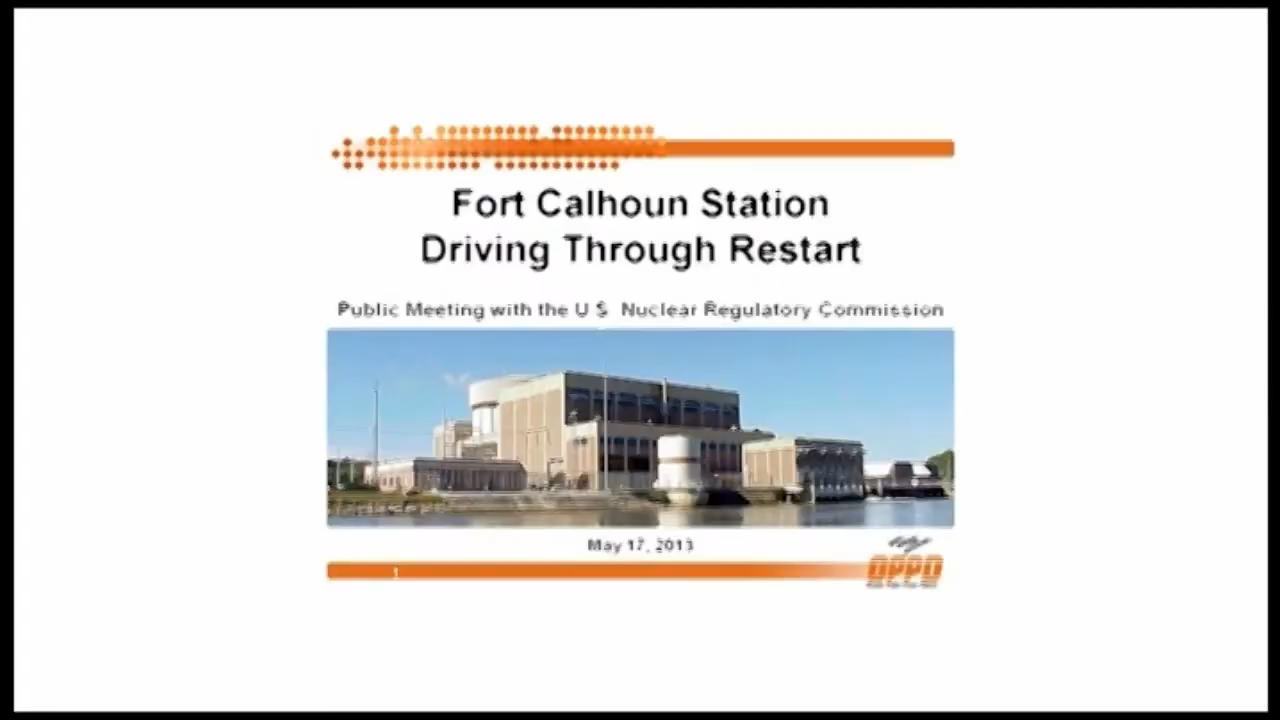 Fort Calhoun Station
Driving Through Restart
Public Meeting with the U.S. Nuclear Regulatory Commission
May 17, 2013
1
OPPD